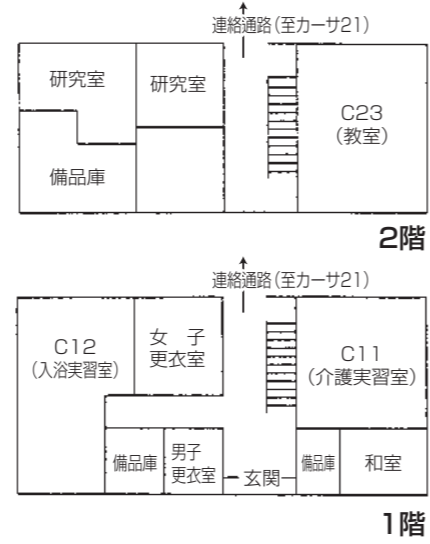 連絡通路(至カーサ21)
研究室
研究室
C23
(教室)
備品庫
2階
連絡通路(至カーサ21)
C12
(入浴実習室)
女 子
更衣室
C11
(介護実習室)
備品庫
男子
更衣室
玄関
備品庫
和室
1階